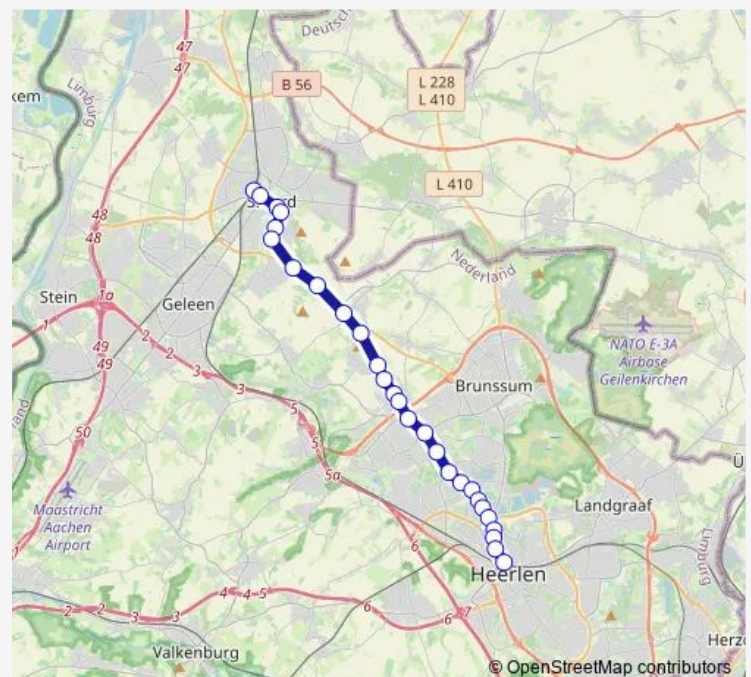 Deutsch
47
47
kem
Limburg
B 56
L 228
L 410
L 410
48
48
Nederland
Stein
1a
Geleen
1
2
2
3
3
49
49
NATO E-3A
Airbase
Geilenkirchen
Brunssum
5
5
50
5a
Ü
Maastricht
Aachen
Airport
Landgraaf
Limburg
6
Heerlen
4
4-5
2
2
3
3
6
6
7
Valkenburg
Herzo
© OpenStreetMap contributors